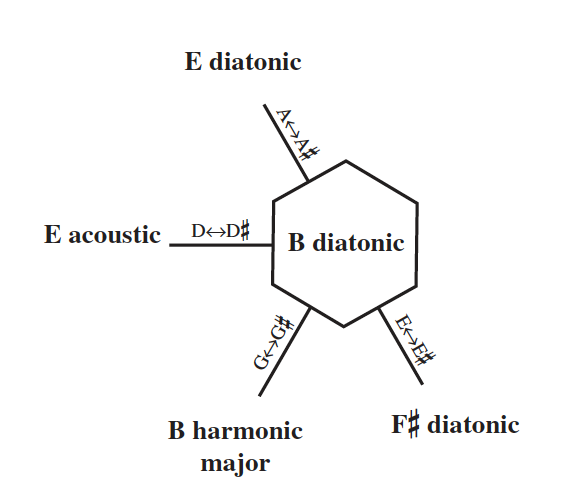 E diatonic
A↔A♯
E acoustic
D↔D♯
B diatonic
G↔G♯
E↔E♯
B harmonic
major
F♯ diatonic